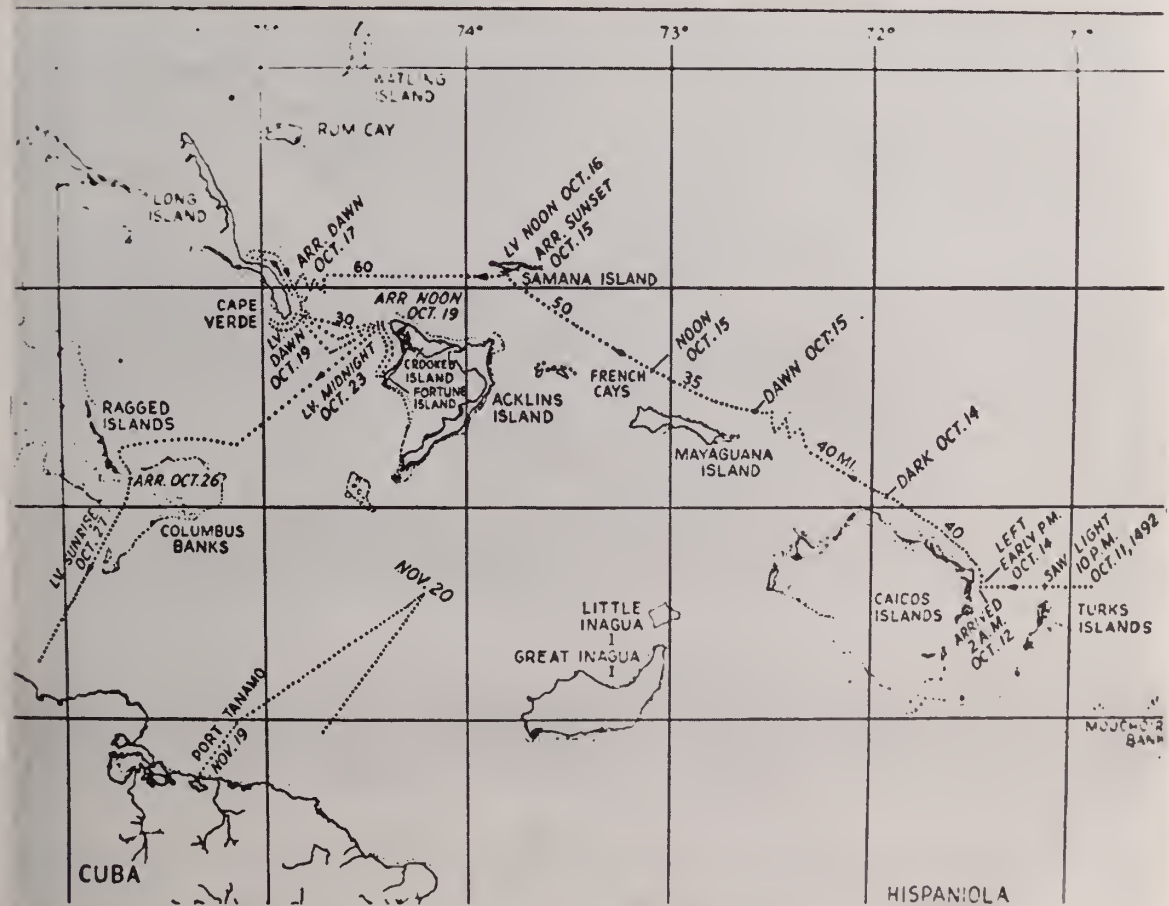 74°
73°
72°
WATLING
ISLAND
RUM CAY
LONG
ISLAND
ARR. DAWN
OCT. 17
60
LV NOON OCT. 16
ARR. SUNSET
OCT. 15
SAMANA ISLAND
CAPE
VERDE
ARR NOON
OCT. 19
30
50
LV.
DAWN
OCT. 19
LV. MIDNIGHT
OCT. 23
CROOKED
ISLAND
FORTUNE
ISLAND
ACKLINS
ISLAND
FRENCH
CAYS
NOON
OCT. 15
35
DAWN OCT. 15
RAGGED
ISLANDS
MAYAGUANA
ISLAND
40 MI.
DARK OCT. 14
ARR. OCT. 26
COLUMBUS
BANKS
LV. SUNRISE
OCT. 27
40
LEFT
EARLY P.M.
OCT. 14
SAW LIGHT
10 P.M.
OCT. 11, 1492
NOV. 20
CAICOS
ISLANDS
ARRIVED
2 A.M.
OCT. 12
TURKS
ISLANDS
LITTLE
INAGUA
I
GREAT INAGUA
I
PORT TANAMO
NOV. 19
MOUCHOIR
BANK
CUBA
HISPANIOLA